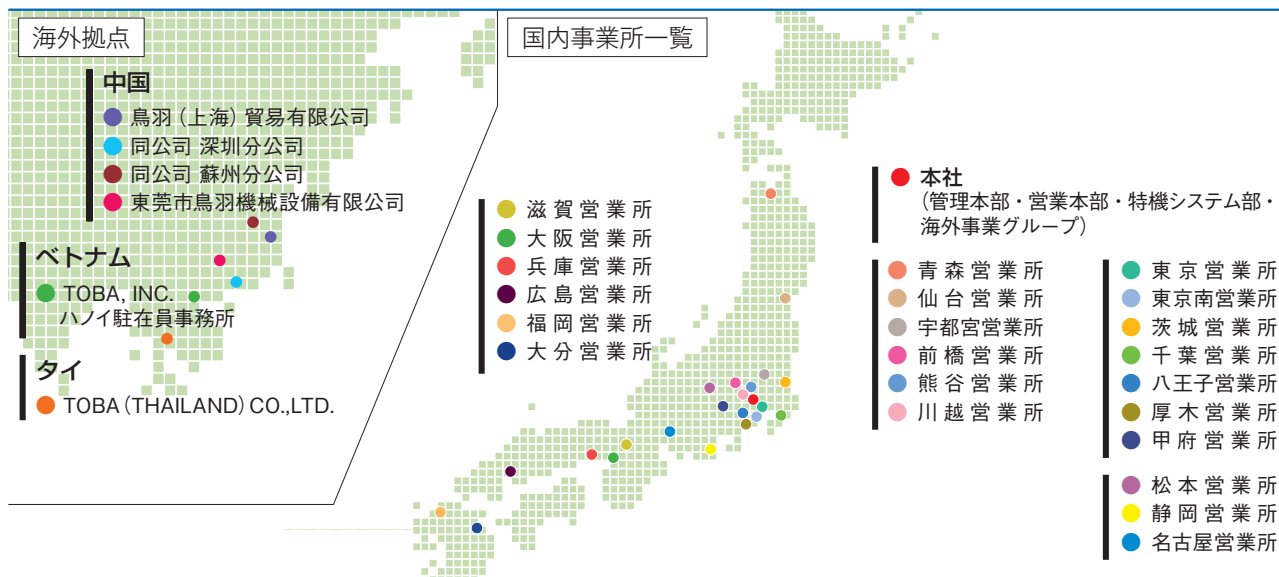 海外拠点
中国
鳥羽（上海）貿易有限公司
同公司 深圳分公司
同公司 蘇州分公司
東莞市鳥羽機械設備有限公司
ベトナム
TOBA, INC.
ハノイ駐在員事務所
タイ
TOBA（THAILAND）CO.,LTD.
国内事業所一覧
滋賀営業所
大阪営業所
兵庫営業所
広島営業所
福岡営業所
大分営業所
本社
（管理本部・営業本部・特機システム部・
海外事業グループ）
青森営業所
仙台営業所
宇都宮営業所
前橋営業所
熊谷営業所
川越営業所
東京営業所
東京南営業所
茨城営業所
千葉営業所
八王子営業所
厚木営業所
甲府営業所
松本営業所
静岡営業所
名古屋営業所